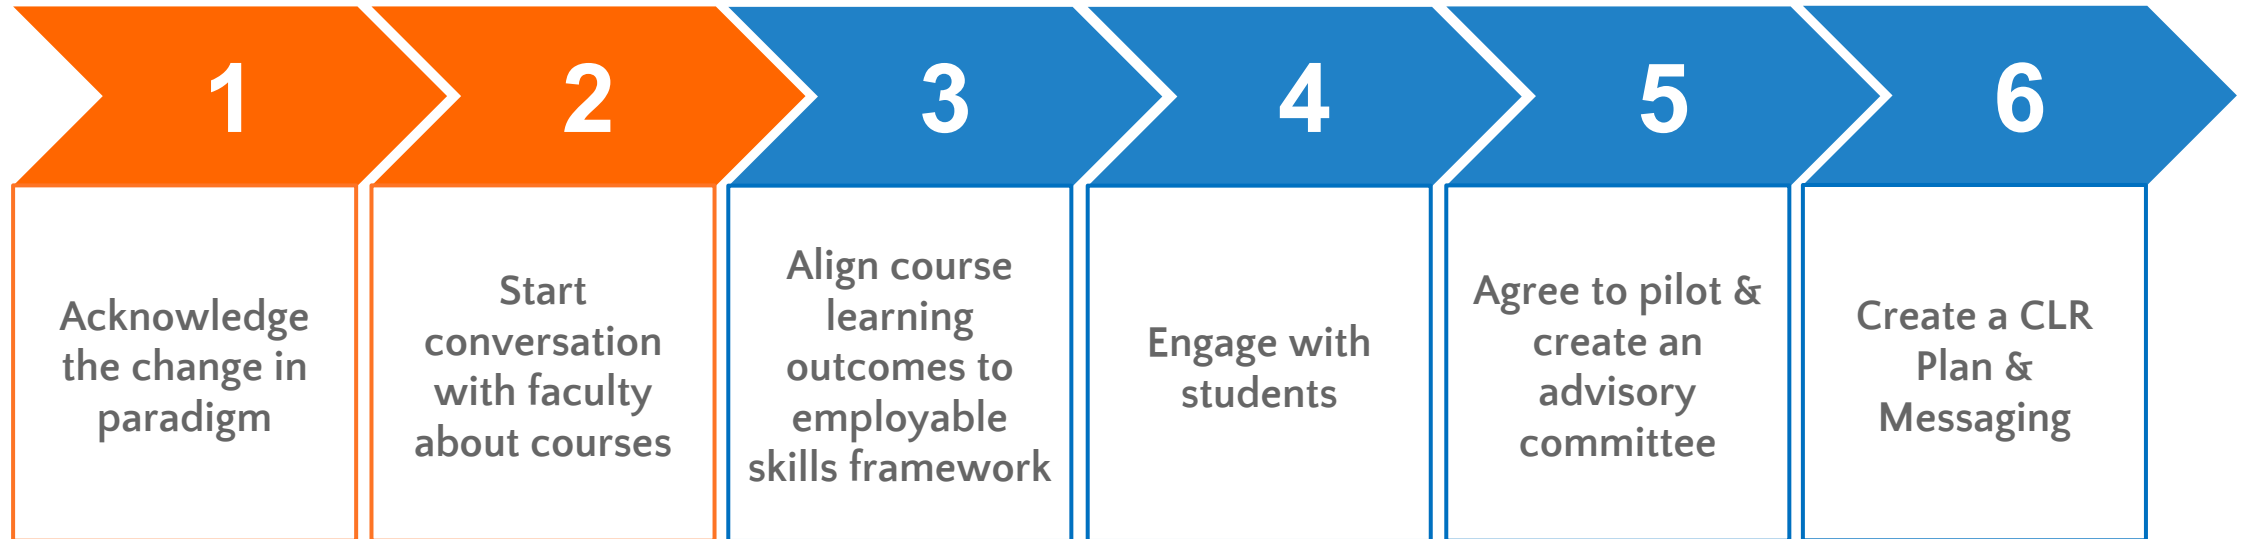 1
Acknowledge
the change in
paradigm
2
Start
conversation
with faculty
about courses
3
Align course
learning
outcomes to
employable
skills framework
4
Engage with
students
5
Agree to pilot &
create an
advisory
committee
6
Create a CLR
Plan &
Messaging